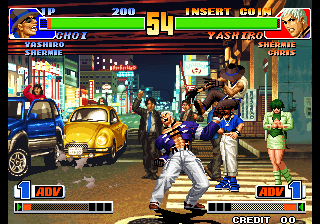 1P 200 54 INSERT COIN
CHOI YASHIRO
YASHIRO SHERMIE
SHERMIE CHRIS
1 ADV 1 ADV
CREDIT 00